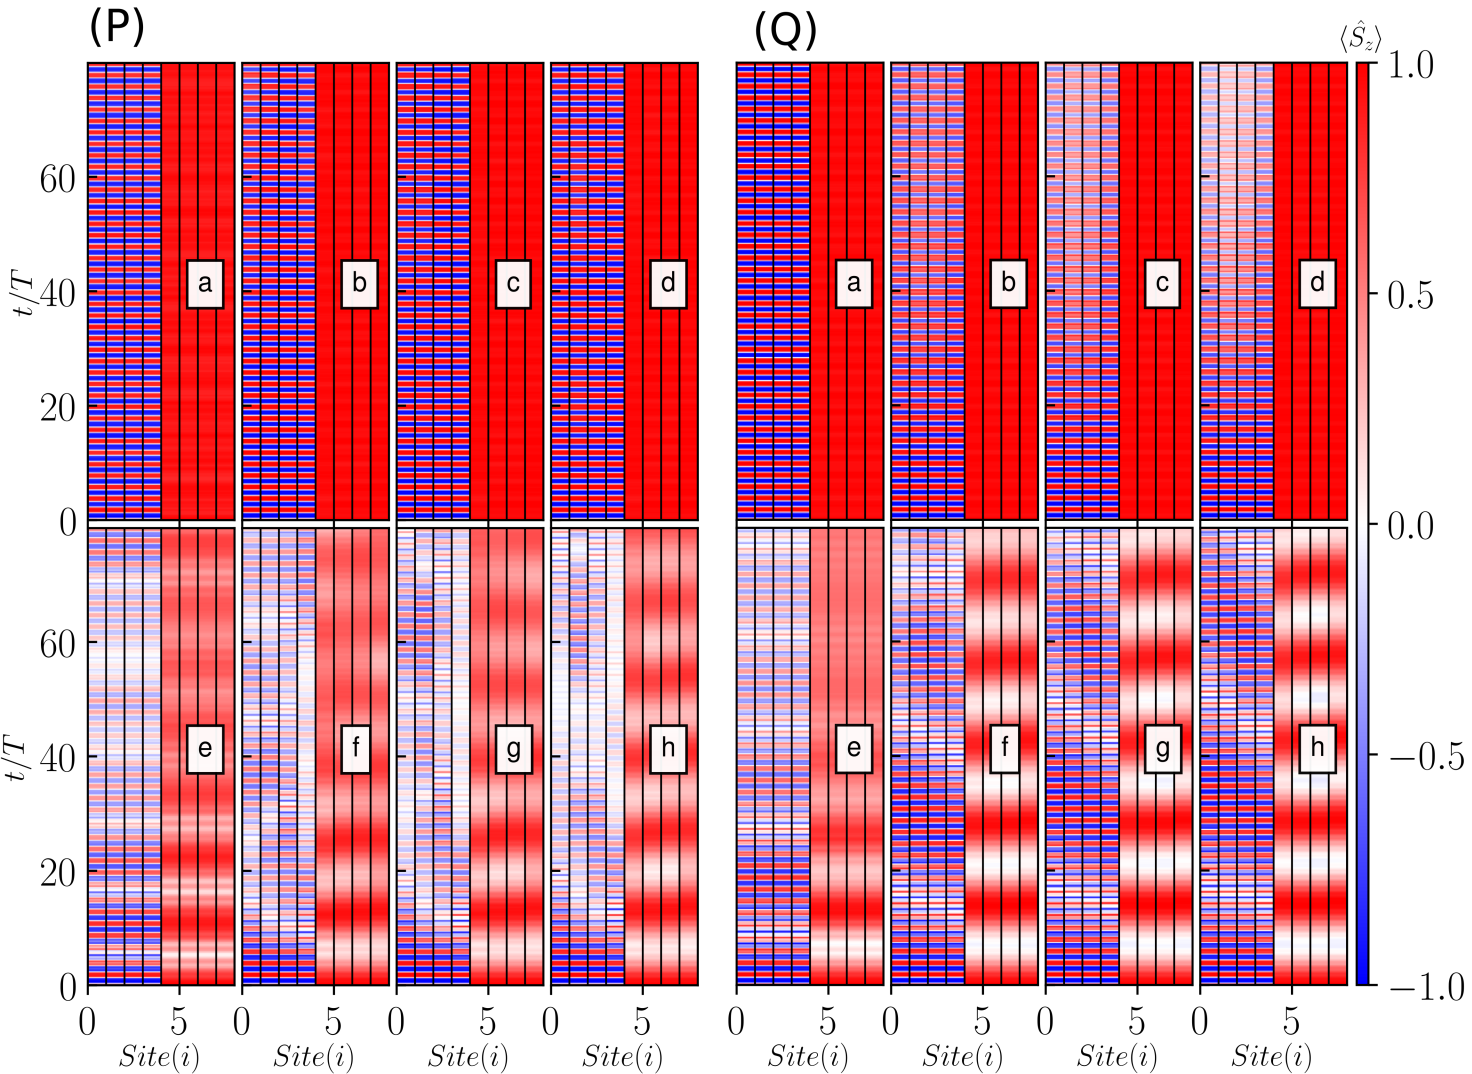 (P) (Q)
⟨Ŝz⟩
a b c d a b c d
e f g h e f g h
t/T
60
40
20
0
t/T
60
40
20
0
0 5 0 5 0 5 0 5 0 5 0 5 0 5 0 5
Site(i) Site(i) Site(i) Site(i) Site(i) Site(i) Site(i) Site(i)
1.0
0.5
0.0
−0.5
−1.0